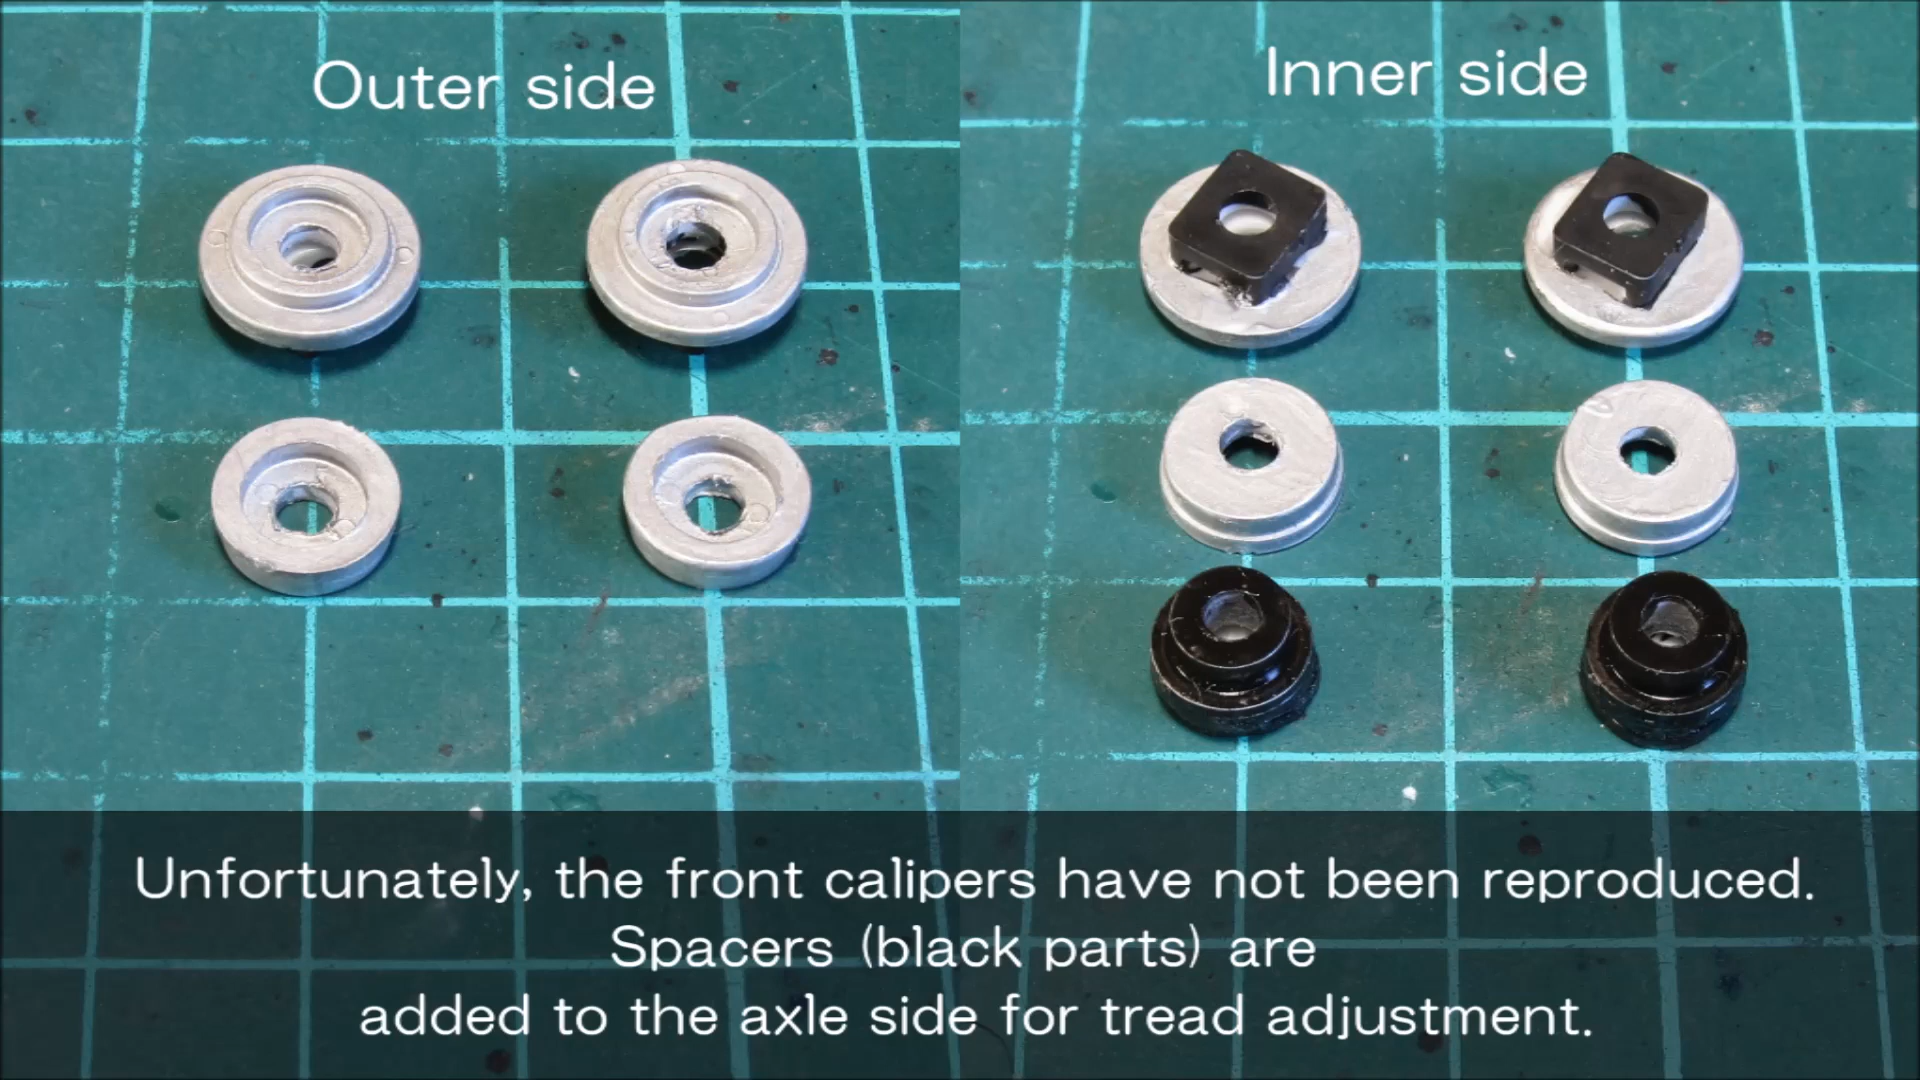 Outer side
Inner side
Unfortunately, the front calipers have not been reproduced.
Spacers (black parts) are
added to the axle side for tread adjustment.